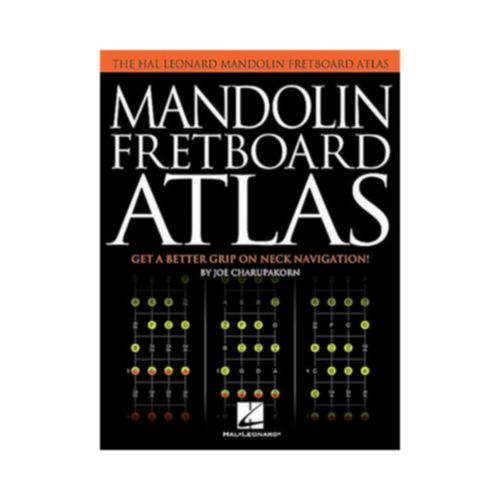 THE HAL LEONARD MANDOLIN FRETBOARD ATLAS
MANDOLIN
FRETBOARD
ATLAS
GET A BETTER GRIP ON NECK NAVIGATION!
BY JOE CHARUPAKORN
HAL•LEONARD®